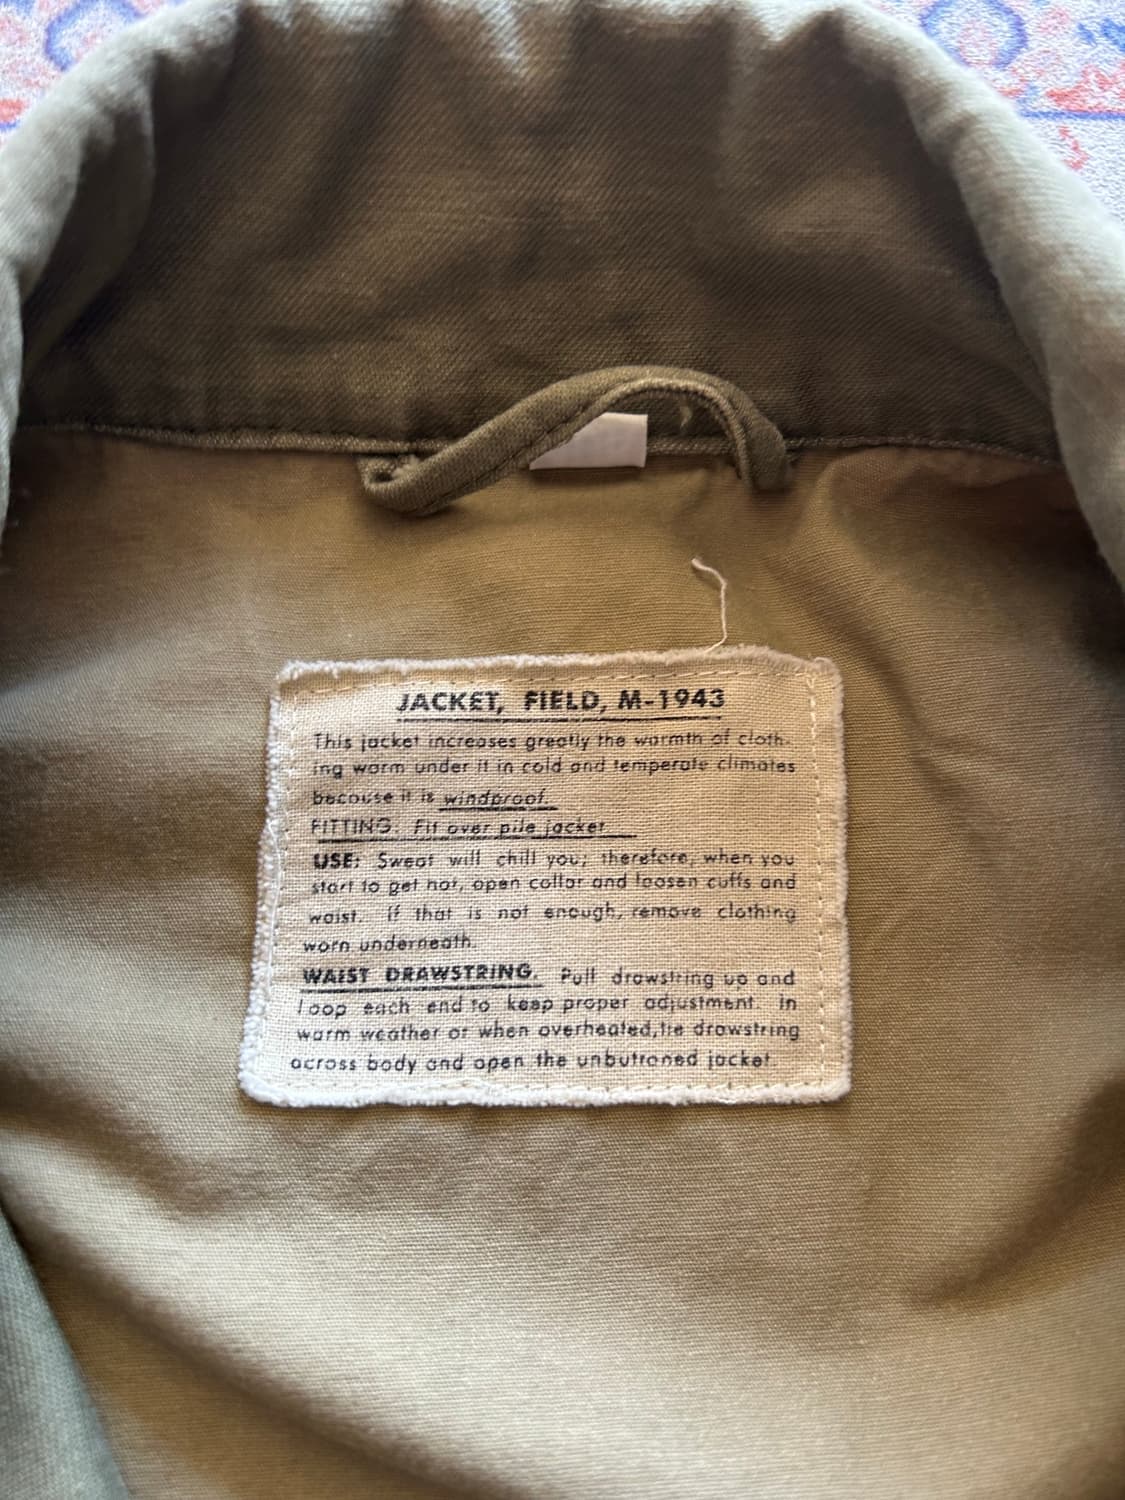 JACKET, FIELD, M-1943
This jacket increases greatly the warmth of cloth-
ing worm under it in cold and temperate climates
because it is windproof.
FITTING. Fit over pile jacket
USE: Sweat will chill you; therefore, when you
start to get hot, open collar and loosen cuffs and
waist. If that is not enough, remove clothing
worn underneath.
WAIST DRAWSTRING. Pull drawstring up and
loop each end to keep proper adjustment. In
warm weather or when overheated, tie drawstring
across body and open the unbuttoned jacket.